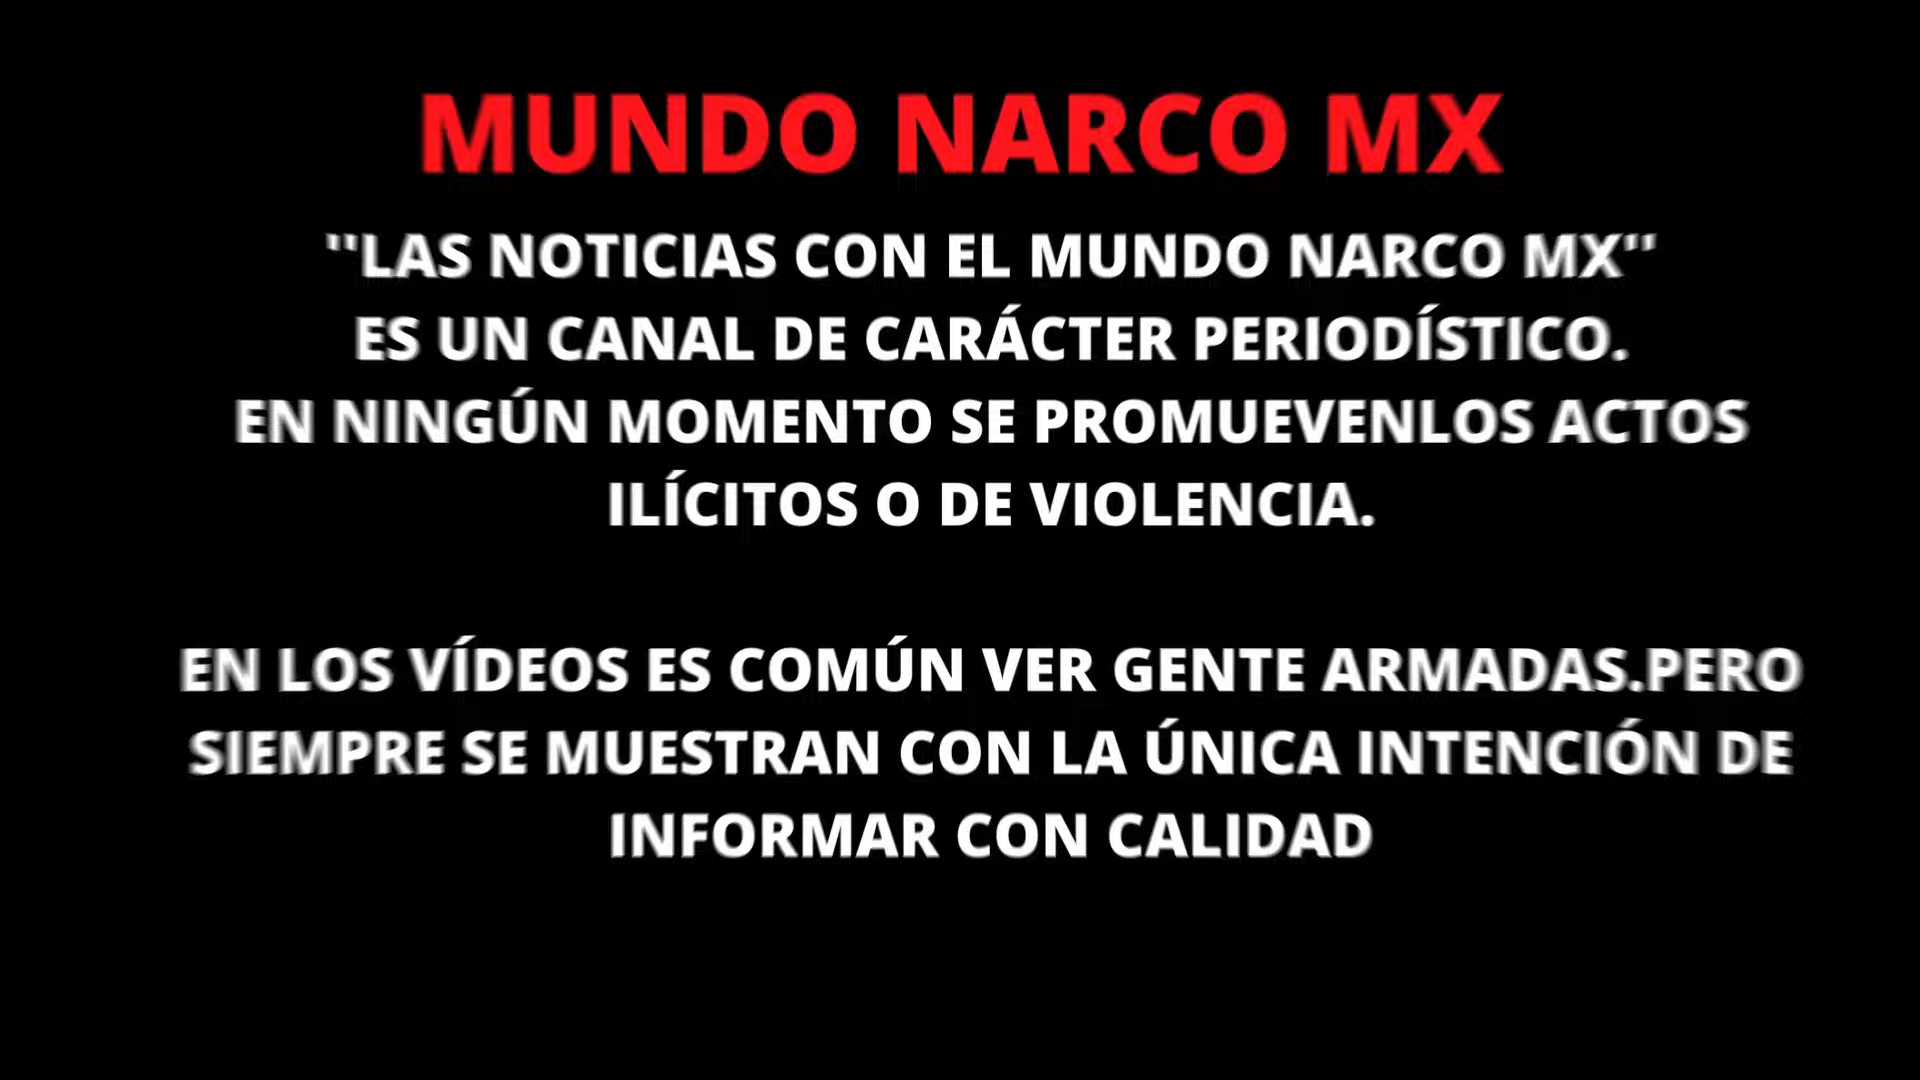 MUNDO NARCO MX
"LAS NOTICIAS CON EL MUNDO NARCO MX"
ES UN CANAL DE CARÁCTER PERIODÍSTICO.
EN NINGÚN MOMENTO SE PROMUEVENLOS ACTOS
ILÍCITOS O DE VIOLENCIA.
EN LOS VÍDEOS ES COMÚN VER GENTE ARMADAS.PERO
SIEMPRE SE MUESTRAN CON LA ÚNICA INTENCIÓN DE
INFORMAR CON CALIDAD